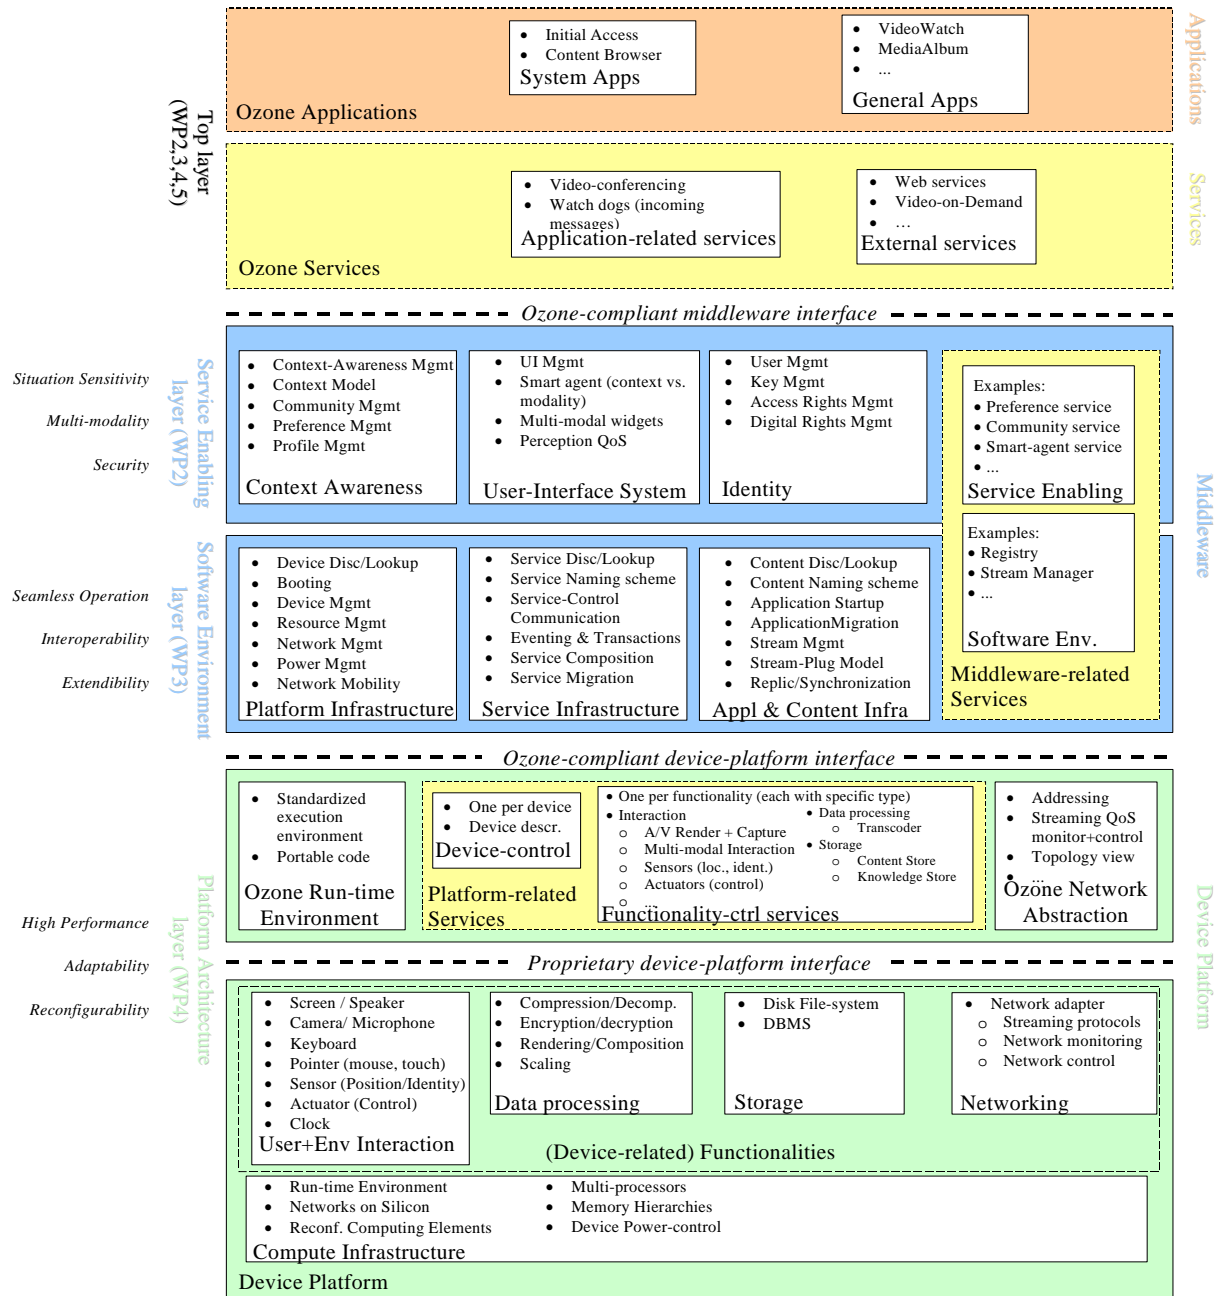 Applications
• Initial Access
• Content Browser
System Apps
• VideoWatch
• MediaAlbum
• ...
General Apps
Ozone Applications
Top layer
(WP2,3,4,5)
Services
• Video-conferencing
• Watch dogs (incoming
messages)
Application-related services
• Web services
• Video-on-Demand
• ...
External services
Ozone Services
Ozone-compliant middleware interface
Situation Sensitivity
Multi-modality
Security
Service Enabling
layer (WP2)
• Context-Awareness Mgmt
• Context Model
• Community Mgmt
• Preference Mgmt
• Profile Mgmt
Context Awareness
• UI Mgmt
• Smart agent (context vs.
modality)
• Multi-modal widgets
• Perception QoS
User-Interface System
• User Mgmt
• Key Mgmt
• Access Rights Mgmt
• Digital Rights Mgmt
Identity
Examples:
• Preference service
• Community service
• Smart-agent service
• ...
Service Enabling
Middleware
Seamless Operation
Interoperability
Extendibility
Software Environment
layer (WP3)
• Device Disc/Lookup
• Booting
• Device Mgmt
• Resource Mgmt
• Network Mgmt
• Power Mgmt
• Network Mobility
Platform Infrastructure
• Service Disc/Lookup
• Service Naming scheme
• Service-Control
Communication
• Eventing & Transactions
• Service Composition
• Service Migration
Service Infrastructure
• Content Disc/Lookup
• Content Naming scheme
• Application Startup
• ApplicationMigration
• Stream Mgmt
• Stream-Plug Model
• Replic/Synchronization
Appl & Content Infra
Examples:
• Registry
• Stream Manager
• ...
Software Env.
Middleware-related
Services
Ozone-compliant device-platform interface
High Performance
Adaptability
Reconfigurability
Platform Architecture
layer (WP4)
• Standardized
execution
environment
• Portable code
Ozone Run-time
Environment
• One per device
• Device descr.
Device-control
Platform-related
Services
• One per functionality (each with specific type)
• Interaction
o A/V Render + Capture
o Multi-modal Interaction
o Sensors (loc., ident.)
o Actuators (control)
o ...
• Data processing
o Transcoder
• Storage
o Content Store
o Knowledge Store
Functionality-ctrl services
• Addressing
• Streaming QoS
monitor+control
• Topology view
• ...
Ozone Network
Abstraction
Device Platform
Proprietary device-platform interface
• Screen / Speaker
• Camera/ Microphone
• Keyboard
• Pointer (mouse, touch)
• Sensor (Position/Identity)
• Actuator (Control)
• Clock
User+Env Interaction
• Compression/Decomp.
• Encryption/decryption
• Rendering/Composition
• Scaling
Data processing
• Disk File-system
• DBMS
Storage
• Network adapter
o Streaming protocols
o Network monitoring
o Network control
Networking
(Device-related) Functionalities
• Run-time Environment
• Networks on Silicon
• Reconf. Computing Elements
• Multi-processors
• Memory Hierarchies
• Device Power-control
Compute Infrastructure
Device Platform